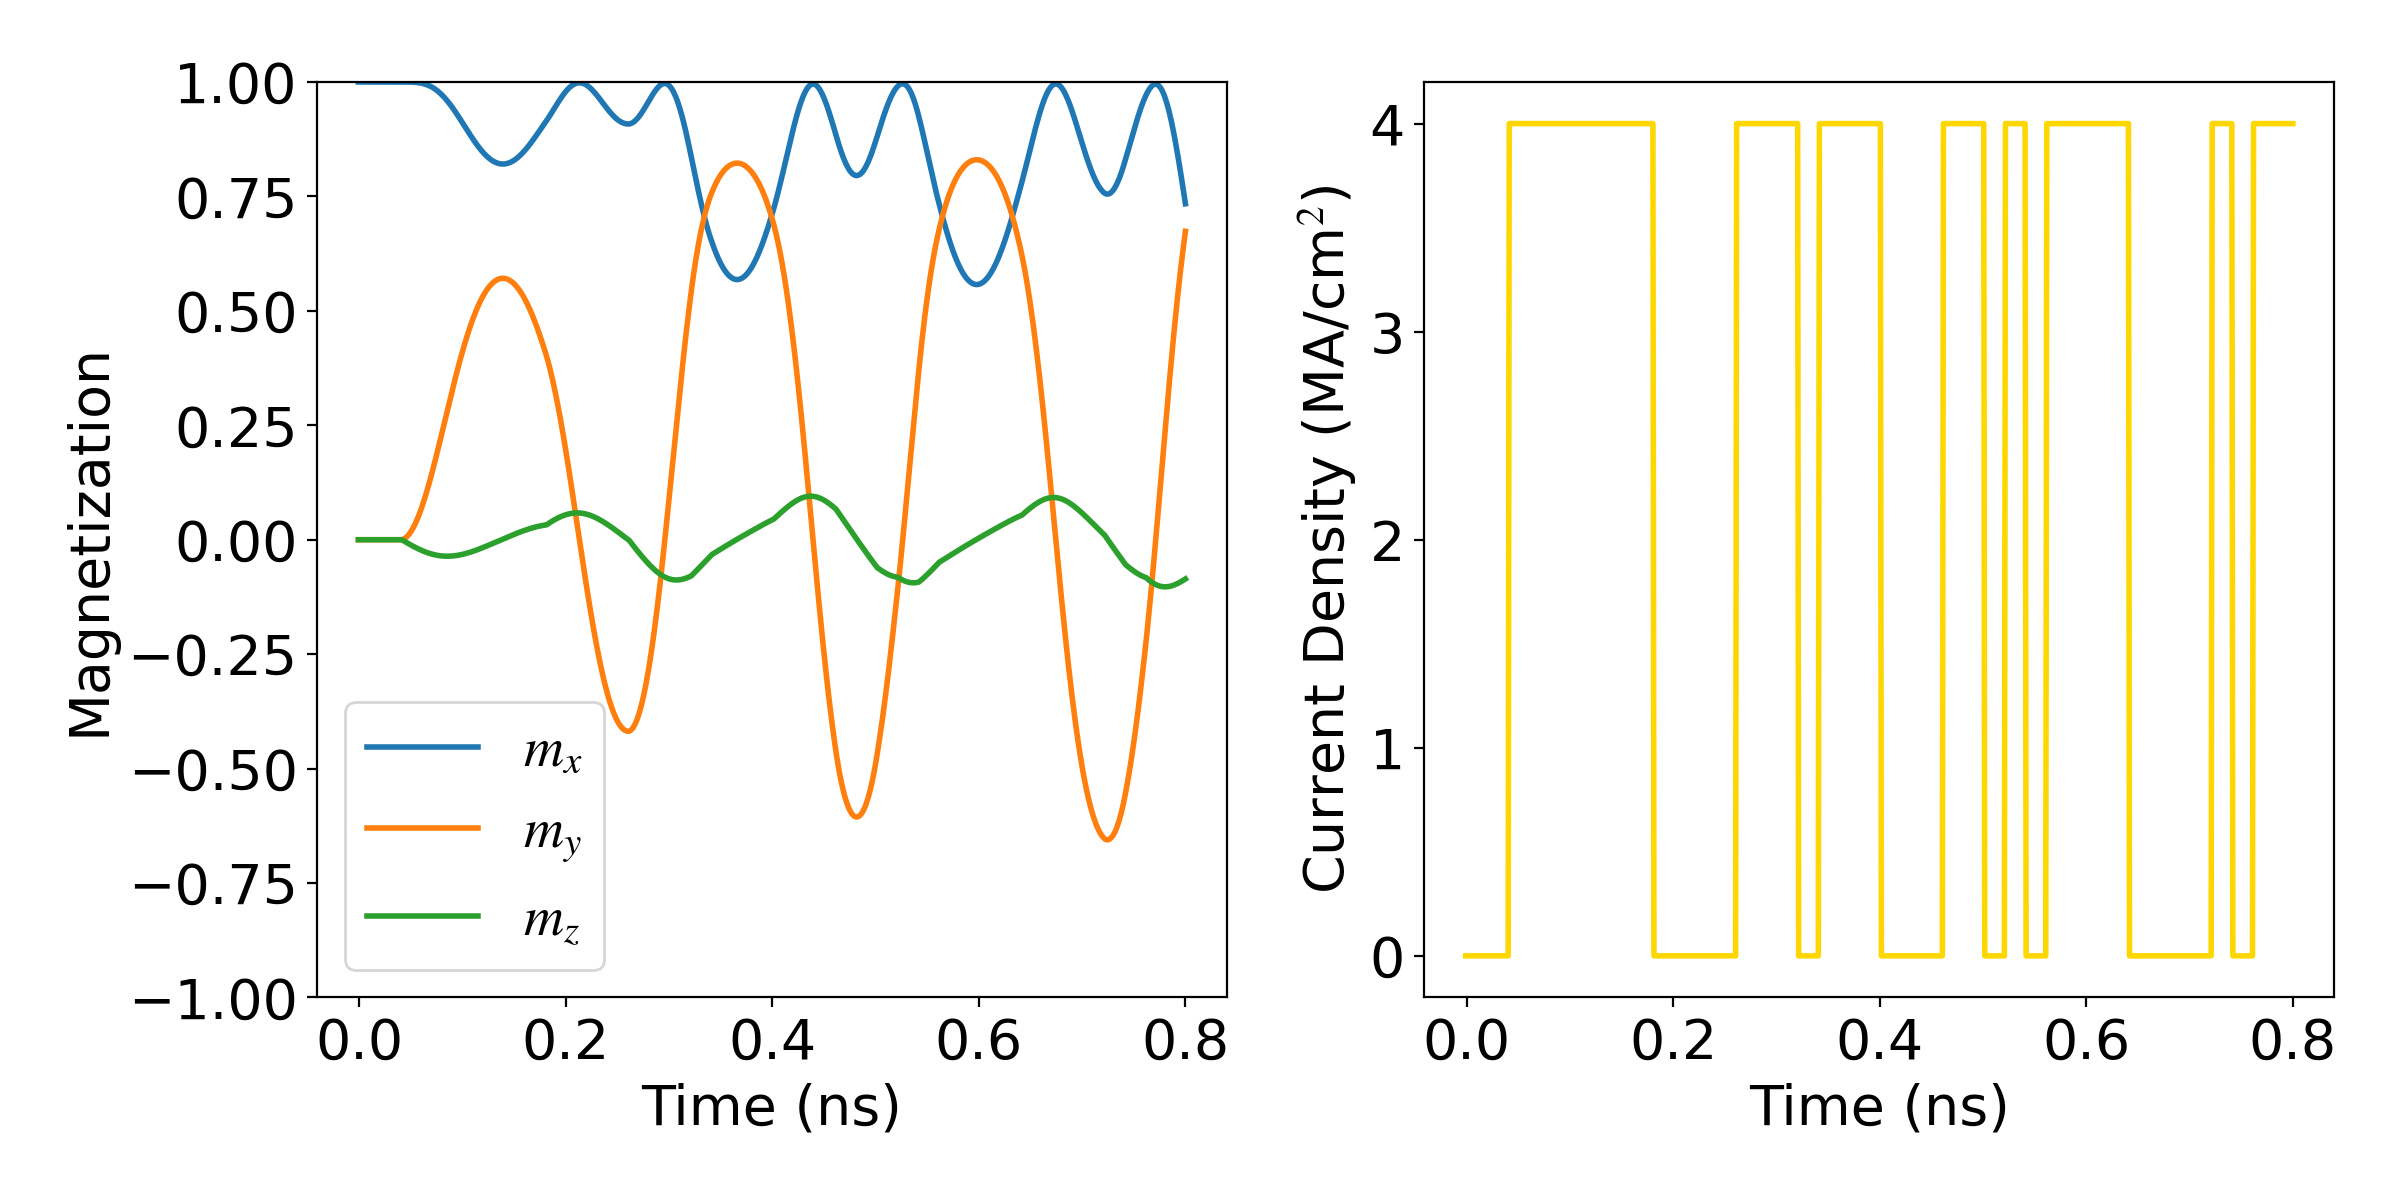 1.00
0.75
0.50
0.25
0.00
−0.25
−0.50
−0.75
−1.00
Magnetization
m_x
m_y
m_z
0.0 0.2 0.4 0.6 0.8
Time (ns)
4
3
2
1
0
Current Density (MA/cm²)
0.0 0.2 0.4 0.6 0.8
Time (ns)